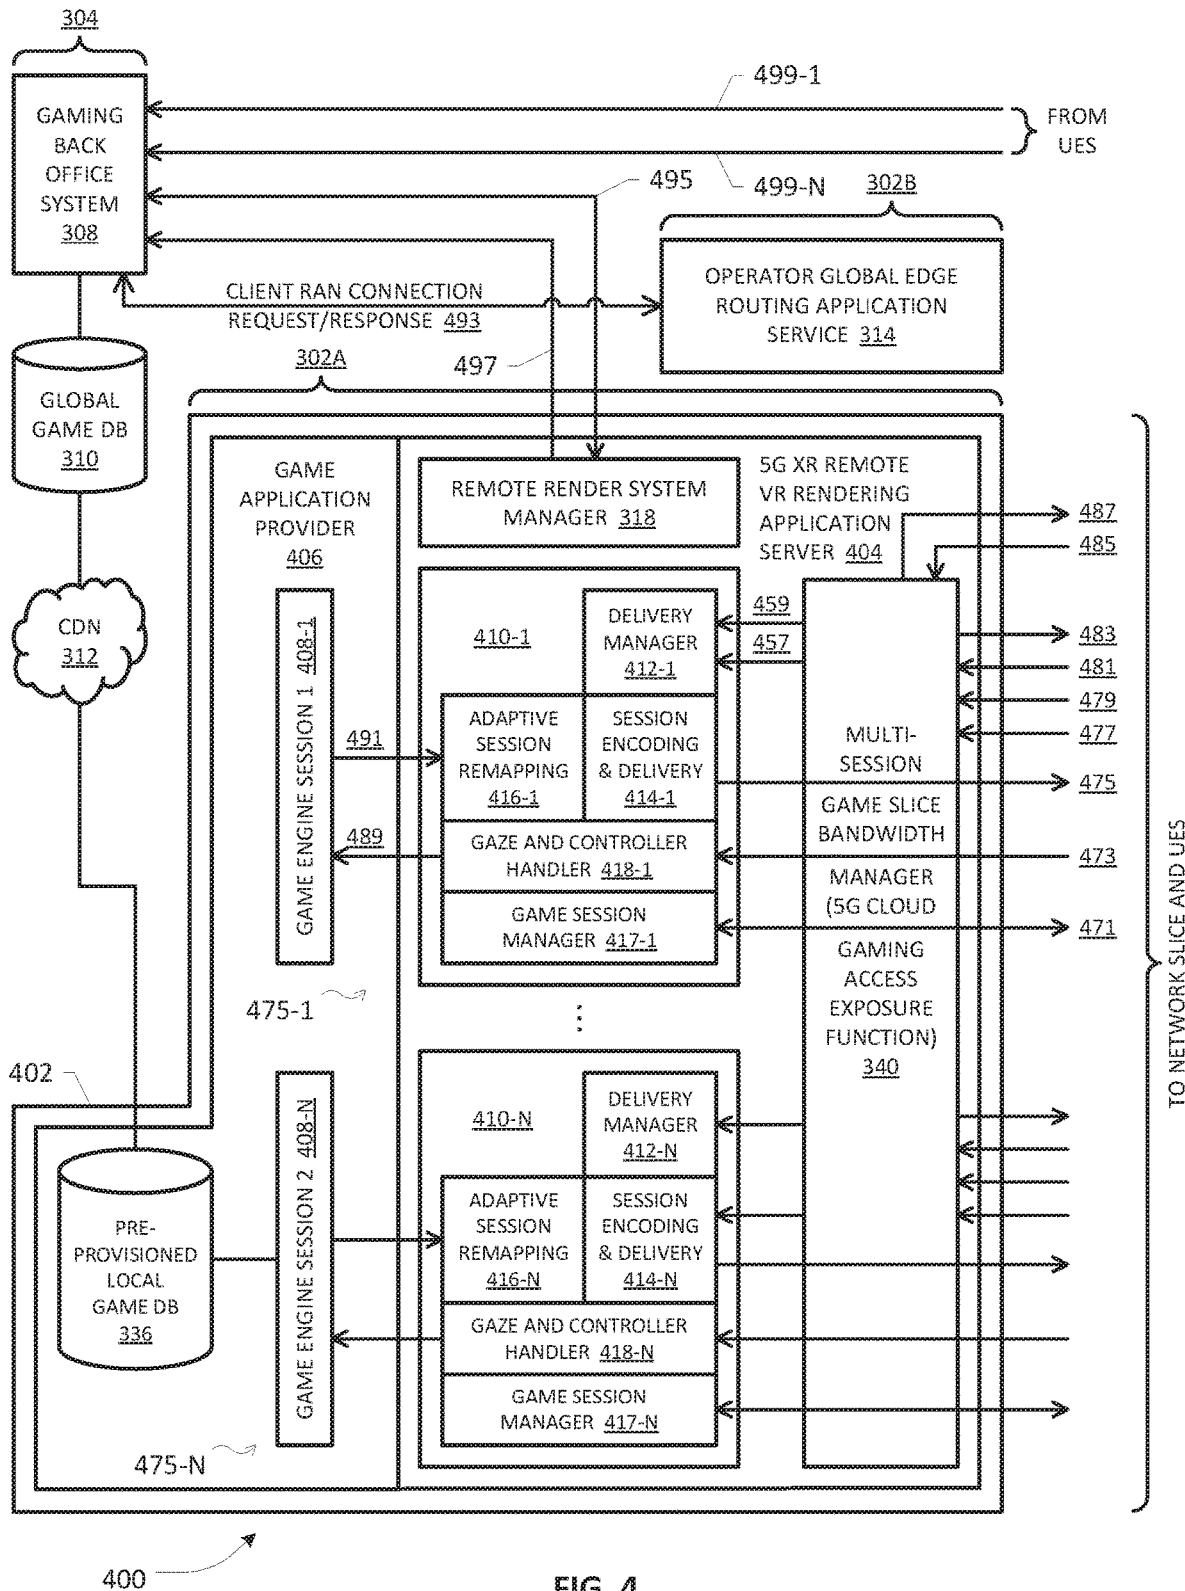 304
GAMING
BACK
OFFICE
SYSTEM
308
499-1
FROM
UES
499-N
495
302B
OPERATOR GLOBAL EDGE
ROUTING APPLICATION
SERVICE 314
CLIENT RAN CONNECTION
REQUEST/RESPONSE 493
497
302A
GLOBAL
GAME DB
310
CDN
312
GAME
APPLICATION
PROVIDER
406
REMOTE RENDER SYSTEM
MANAGER 318
5G XR REMOTE
VR RENDERING
APPLICATION
SERVER 404
487
485
483
481
479
477
475
473
471
TO NETWORK SLICE AND UES
GAME ENGINE SESSION 1 408-1
491
489
475-1
410-1
DELIVERY
MANAGER
412-1
459
457
ADAPTIVE
SESSION
REMAPPING
416-1
SESSION
ENCODING
& DELIVERY
414-1
GAZE AND CONTROLLER
HANDLER 418-1
GAME SESSION
MANAGER 417-1
MULTI-
SESSION
GAME SLICE
BANDWIDTH
MANAGER
(5G CLOUD
GAMING
ACCESS
EXPOSURE
FUNCTION)
340
402
PRE-
PROVISIONED
LOCAL
GAME DB
336
GAME ENGINE SESSION 2 408-N
475-N
410-N
DELIVERY
MANAGER
412-N
ADAPTIVE
SESSION
REMAPPING
416-N
SESSION
ENCODING
& DELIVERY
414-N
GAZE AND CONTROLLER
HANDLER 418-N
GAME SESSION
MANAGER 417-N
400
FIG. 4